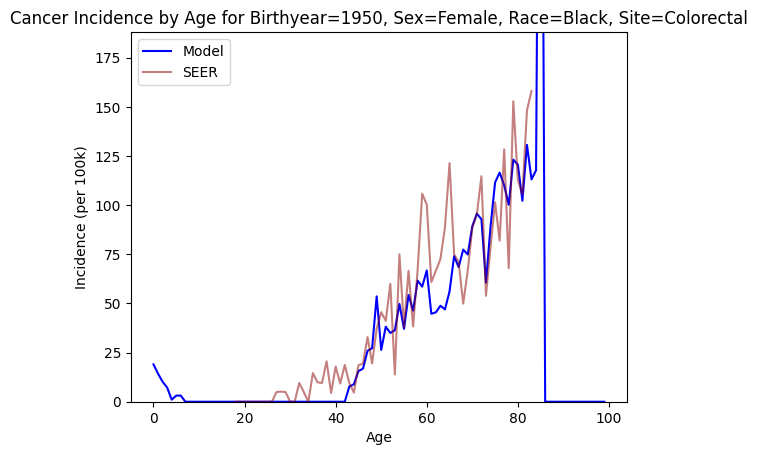 Cancer Incidence by Age for Birthyear=1950, Sex=Female, Race=Black, Site=Colorectal
Model
SEER
175
150
125
100
75
50
25
0
Incidence (per 100k)
0 20 40 60 80 100
Age